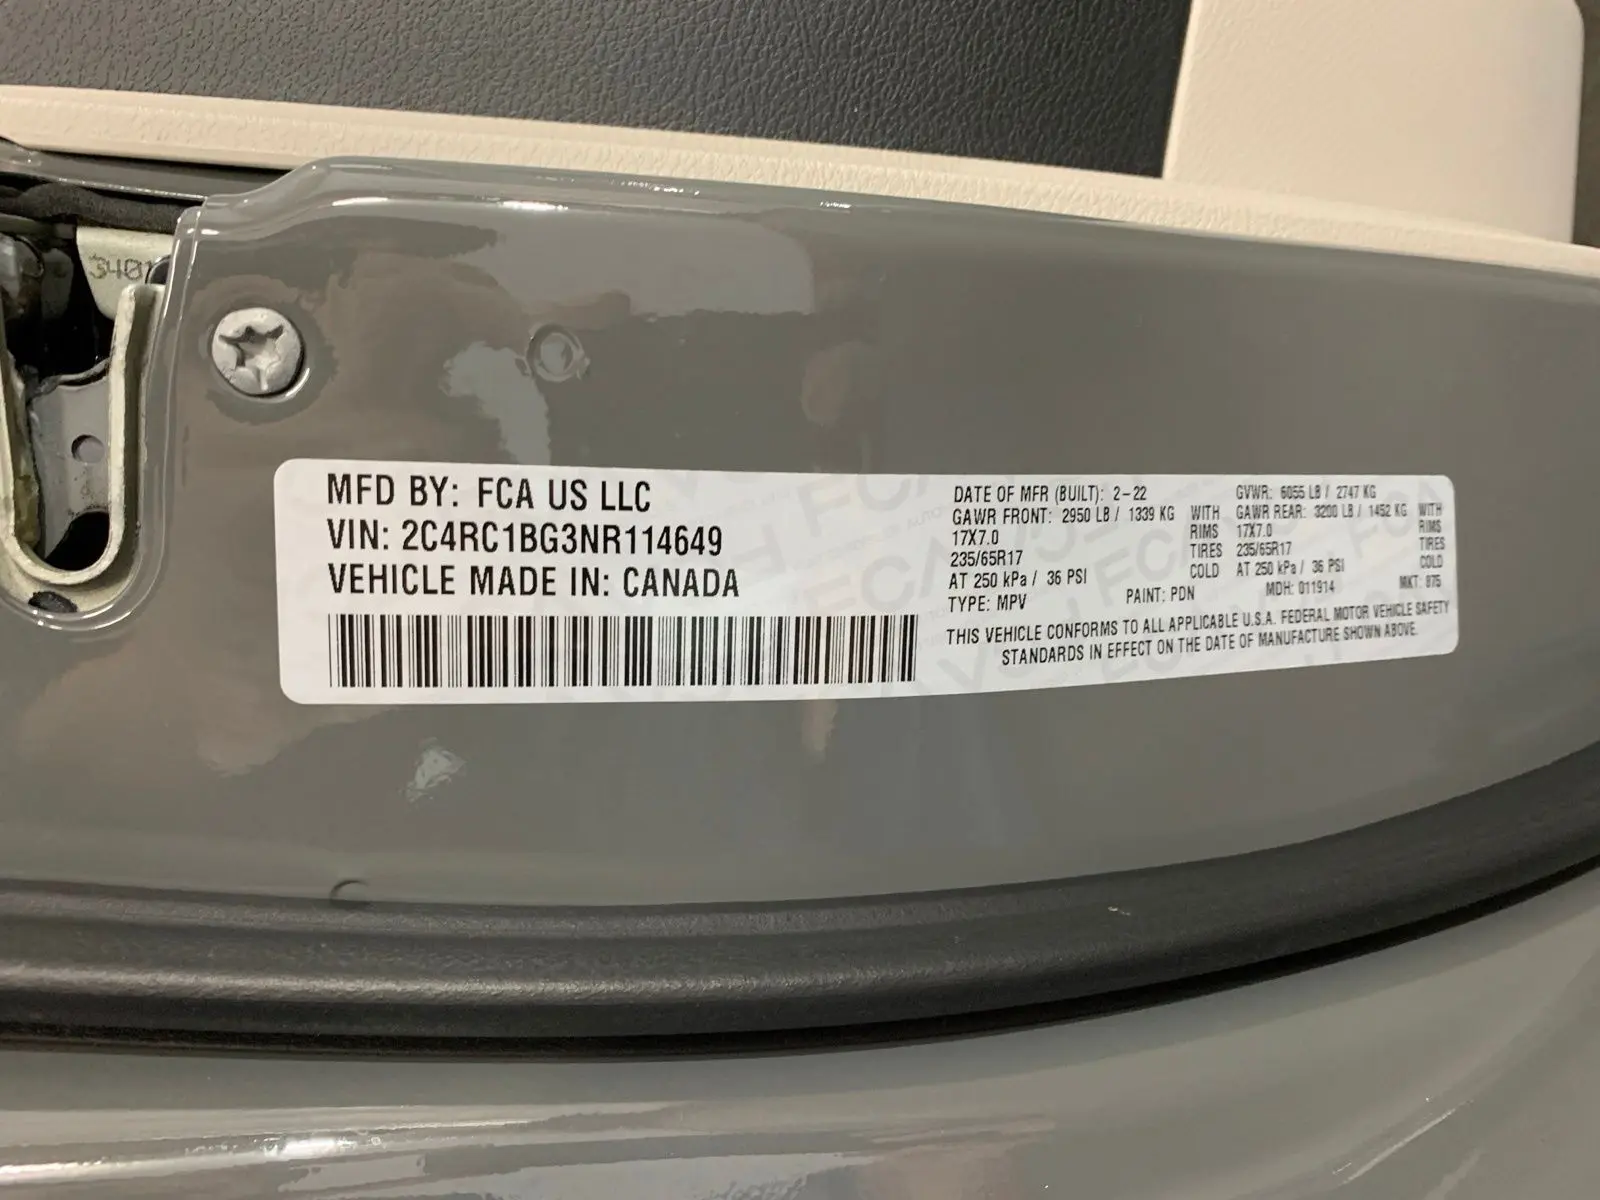 340
MFD BY: FCA US LLC
VIN: 2C4RC1BG3NR114649
VEHICLE MADE IN: CANADA
DATE OF MFR (BUILT): 2-22 GVWR: 6055 LB / 2747 KG
GAWR FRONT: 2950 LB / 1339 KG WITH GAWR REAR: 3200 LB / 1452 KG WITH
17X7.0 RIMS 17X7.0 RIMS
235/65R17 TIRES 235/65R17 TIRES
AT 250 kPa / 36 PSI COLD AT 250 kPa / 36 PSI COLD
TYPE: MPV PAINT: PDN MDH: 011914 MKT: 875
THIS VEHICLE CONFORMS TO ALL APPLICABLE U.S.A. FEDERAL MOTOR VEHICLE SAFETY
STANDARDS IN EFFECT ON THE DATE OF MANUFACTURE SHOWN ABOVE.